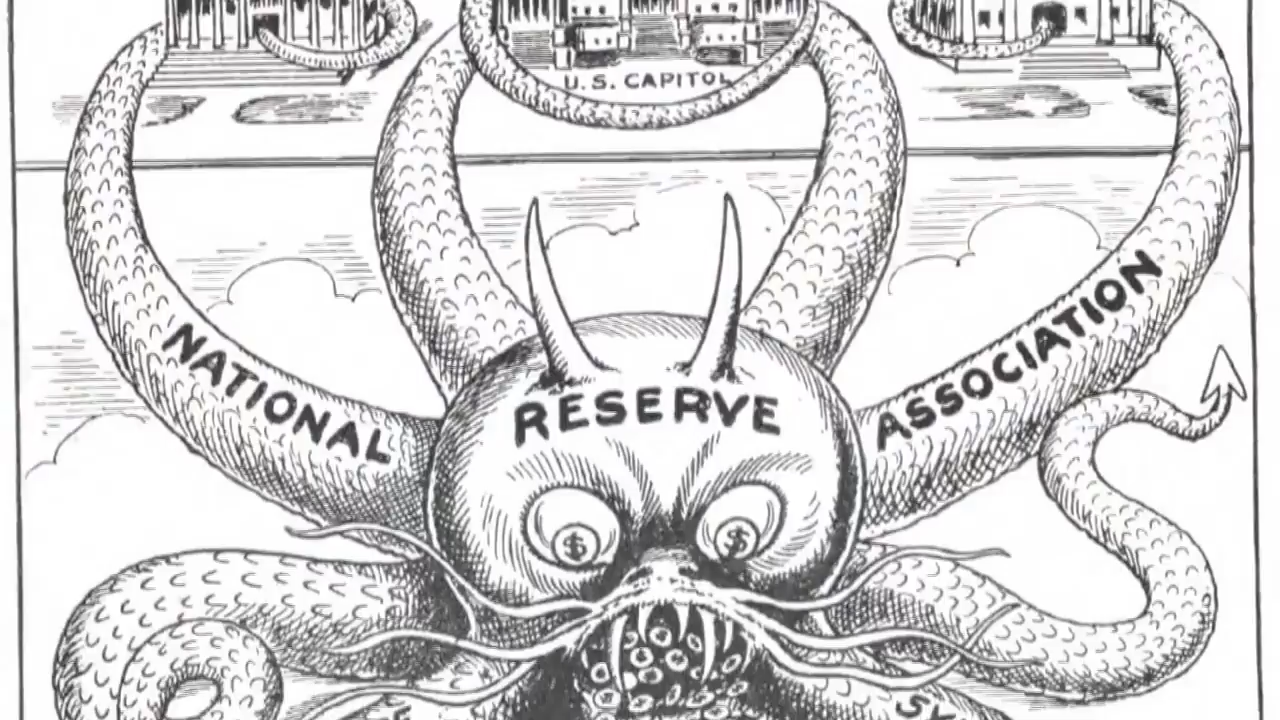 U.S. CAPITOL
NATIONAL RESERVE ASSOCIATION
$ $